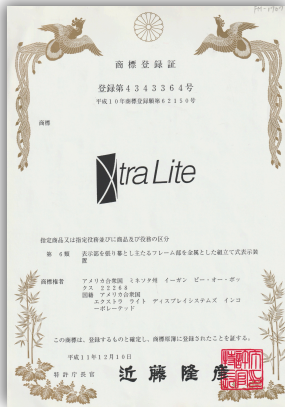 商標登録証
登録第4343364号
平成10年商標登録願第62150号
商標
XtraLite
指定商品又は指定役務並びに商品及び役務の区分
第 6類 表示部を張り幕とし主たるフレーム部を金属とした組立て式表示装
置
商標権者 アメリカ合衆国 ミネソタ州 イーガン ピー・オー・ボッ
クス 22268
国籍 アメリカ合衆国
エクストラ ライト ディスプレイシステムズ インコ
ーポレーテッド
この商標は、登録するものと確定し、商標原簿に登録されたことを証する。
平成11年12月10日
特許庁長官 近藤隆彦